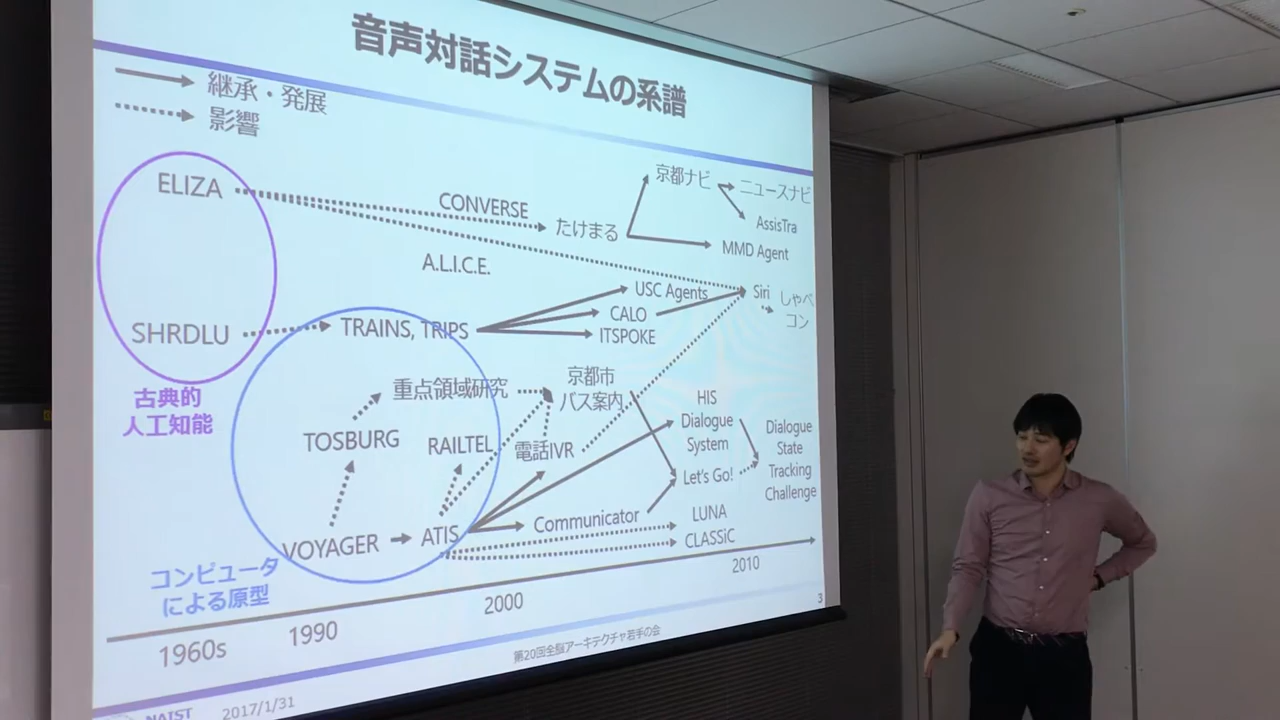 音声対話システムの系譜
継承・発展
影響
ELIZA
CONVERSE
たけまる
京都ナビ
ニュースナビ
AssisTra
MMD Agent
A.L.I.C.E.
USC Agents
Siri
しゃべ
コン
CALO
ITSPOKE
SHRDLU
TRAINS, TRIPS
古典的
人工知能
重点領域研究
京都市
バス案内
HIS
Dialogue
System
TOSBURG
RAILTEL
電話IVR
Let's Go!
Dialogue
State
Tracking
Challenge
VOYAGER
ATIS
Communicator
LUNA
CLASSiC
コンピュータ
による原型
1960s
1990
2000
2010
3
第20回全脳アーキテクチャ若手の会
NAIST
2017/1/31